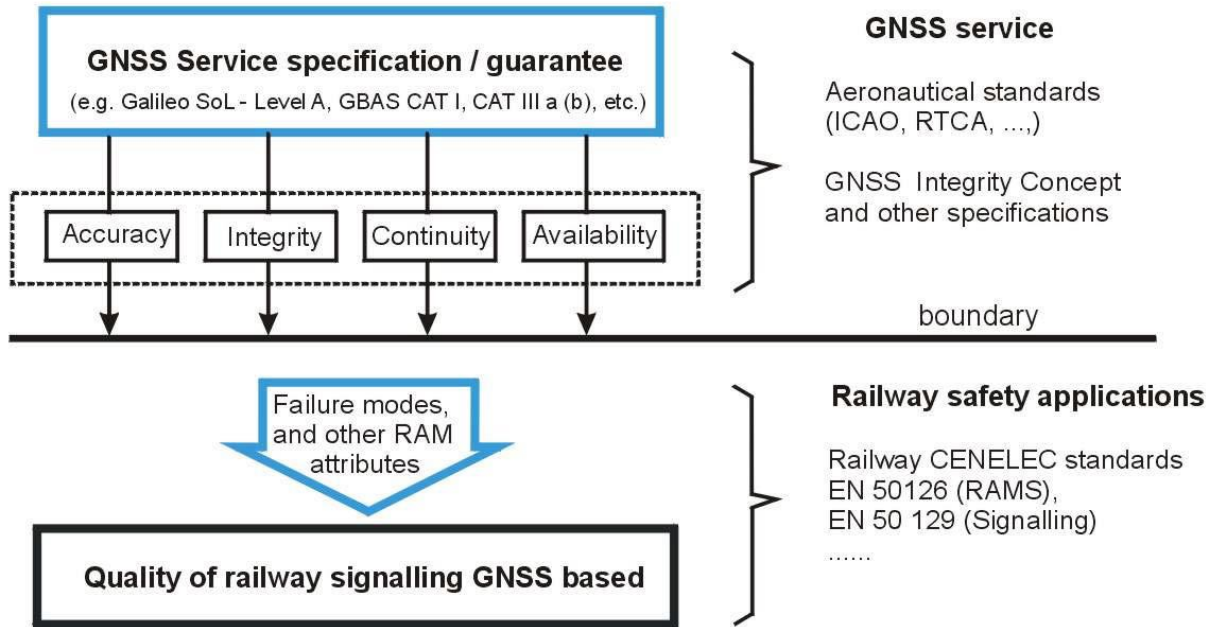 GNSS Service specification / guarantee
(e.g. Galileo SoL - Level A, GBAS CAT I, CAT III a (b), etc.)
Accuracy
Integrity
Continuity
Availability
GNSS service
Aeronautical standards
(ICAO, RTCA, ...,)
GNSS Integrity Concept
and other specifications
boundary
Failure modes,
and other RAM
attributes
Quality of railway signalling GNSS based
Railway safety applications
Railway CENELEC standards
EN 50126 (RAMS),
EN 50 129 (Signalling)
......